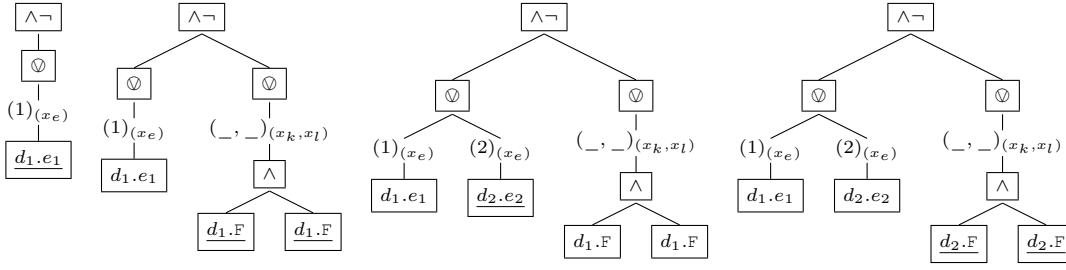 ∧¬ ∧¬ ∧¬ ∧¬
Ⓥ Ⓥ Ⓥ Ⓥ Ⓥ Ⓥ Ⓥ
(1)(xₑ) (1)(xₑ) (_, _)(xₖ,xₗ) (1)(xₑ) (2)(xₑ) (_, _)(xₖ,xₗ) (1)(xₑ) (2)(xₑ) (_, _)(xₖ,xₗ)
d₁.e₁ d₁.e₁ ∧ d₁.e₁ d₂.e₂ ∧ d₁.e₁ d₂.e₂ ∧
d₁.F d₁.F d₁.F d₁.F d₂.F d₂.F